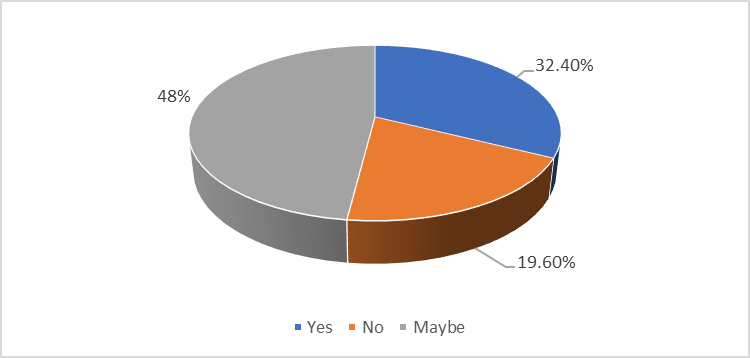 32.40%
48%
19.60%
Yes No Maybe